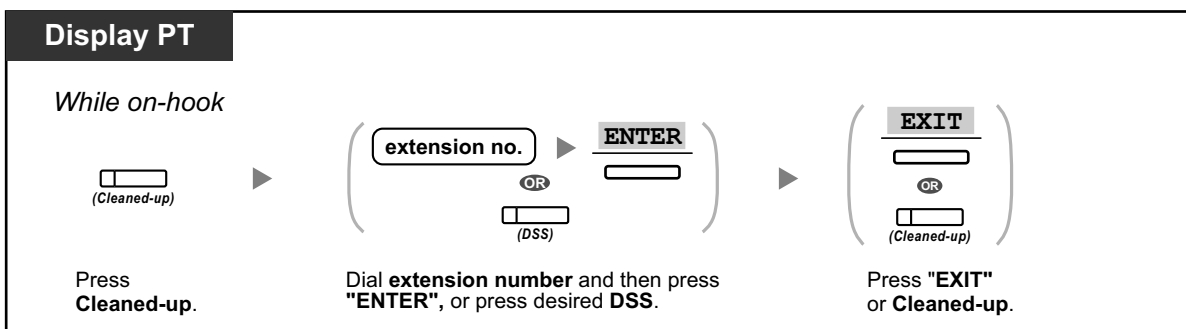 Display PT
While on-hook
(Cleaned-up)
extension no.
ENTER
OR
(DSS)
EXIT
OR
(Cleaned-up)
Press
Cleaned-up.
Dial extension number and then press
"ENTER", or press desired DSS.
Press "EXIT"
or Cleaned-up.